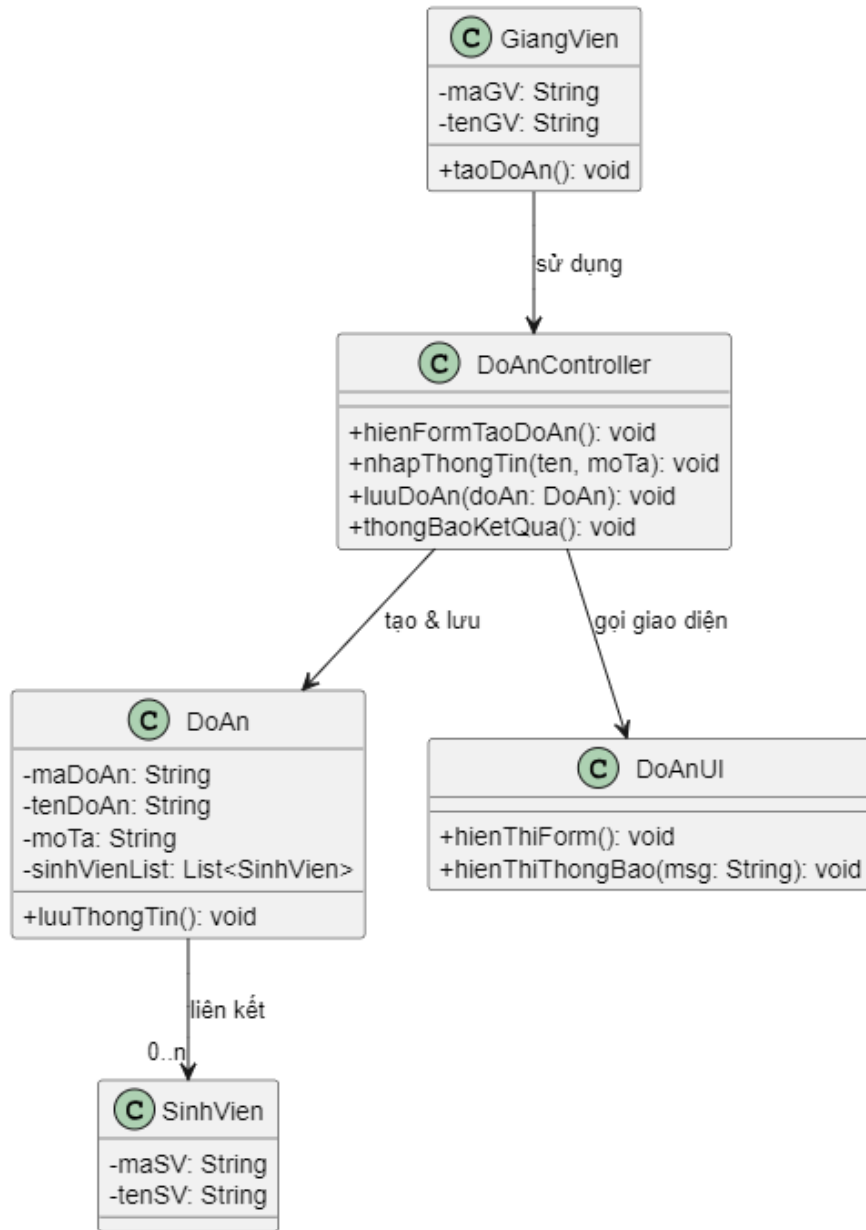 C GiangVien
-maGV: String
-tenGV: String
+taoDoAn(): void
sử dụng
C DoAnController
+hienFormTaoDoAn(): void
+nhapThongTin(ten, moTa): void
+luuDoAn(doAn: DoAn): void
+thongBaoKetQua(): void
tạo & lưu
gọi giao diện
C DoAn
-maDoAn: String
-tenDoAn: String
-moTa: String
-sinhVienList: List<SinhVien>
+luuThongTin(): void
C DoAnUI
+hienThiForm(): void
+hienThiThongBao(msg: String): void
liên kết
0..n
C SinhVien
-maSV: String
-tenSV: String